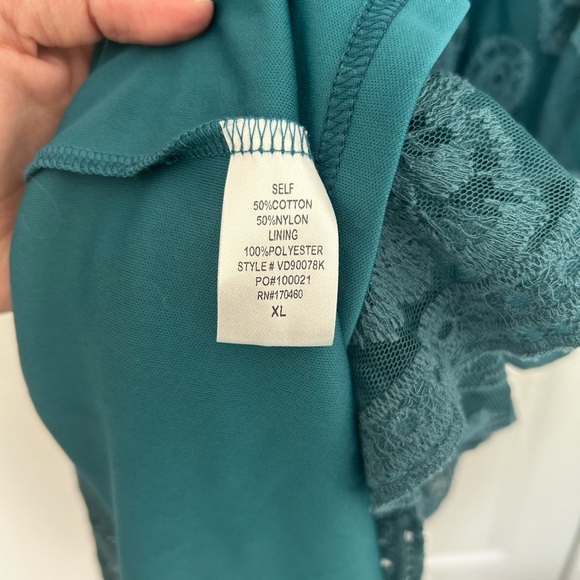 SELF
50%COTTON
50%NYLON
LINING
100%POLYESTER
STYLE # VD90078K
PO#100021
RN#170460
XL